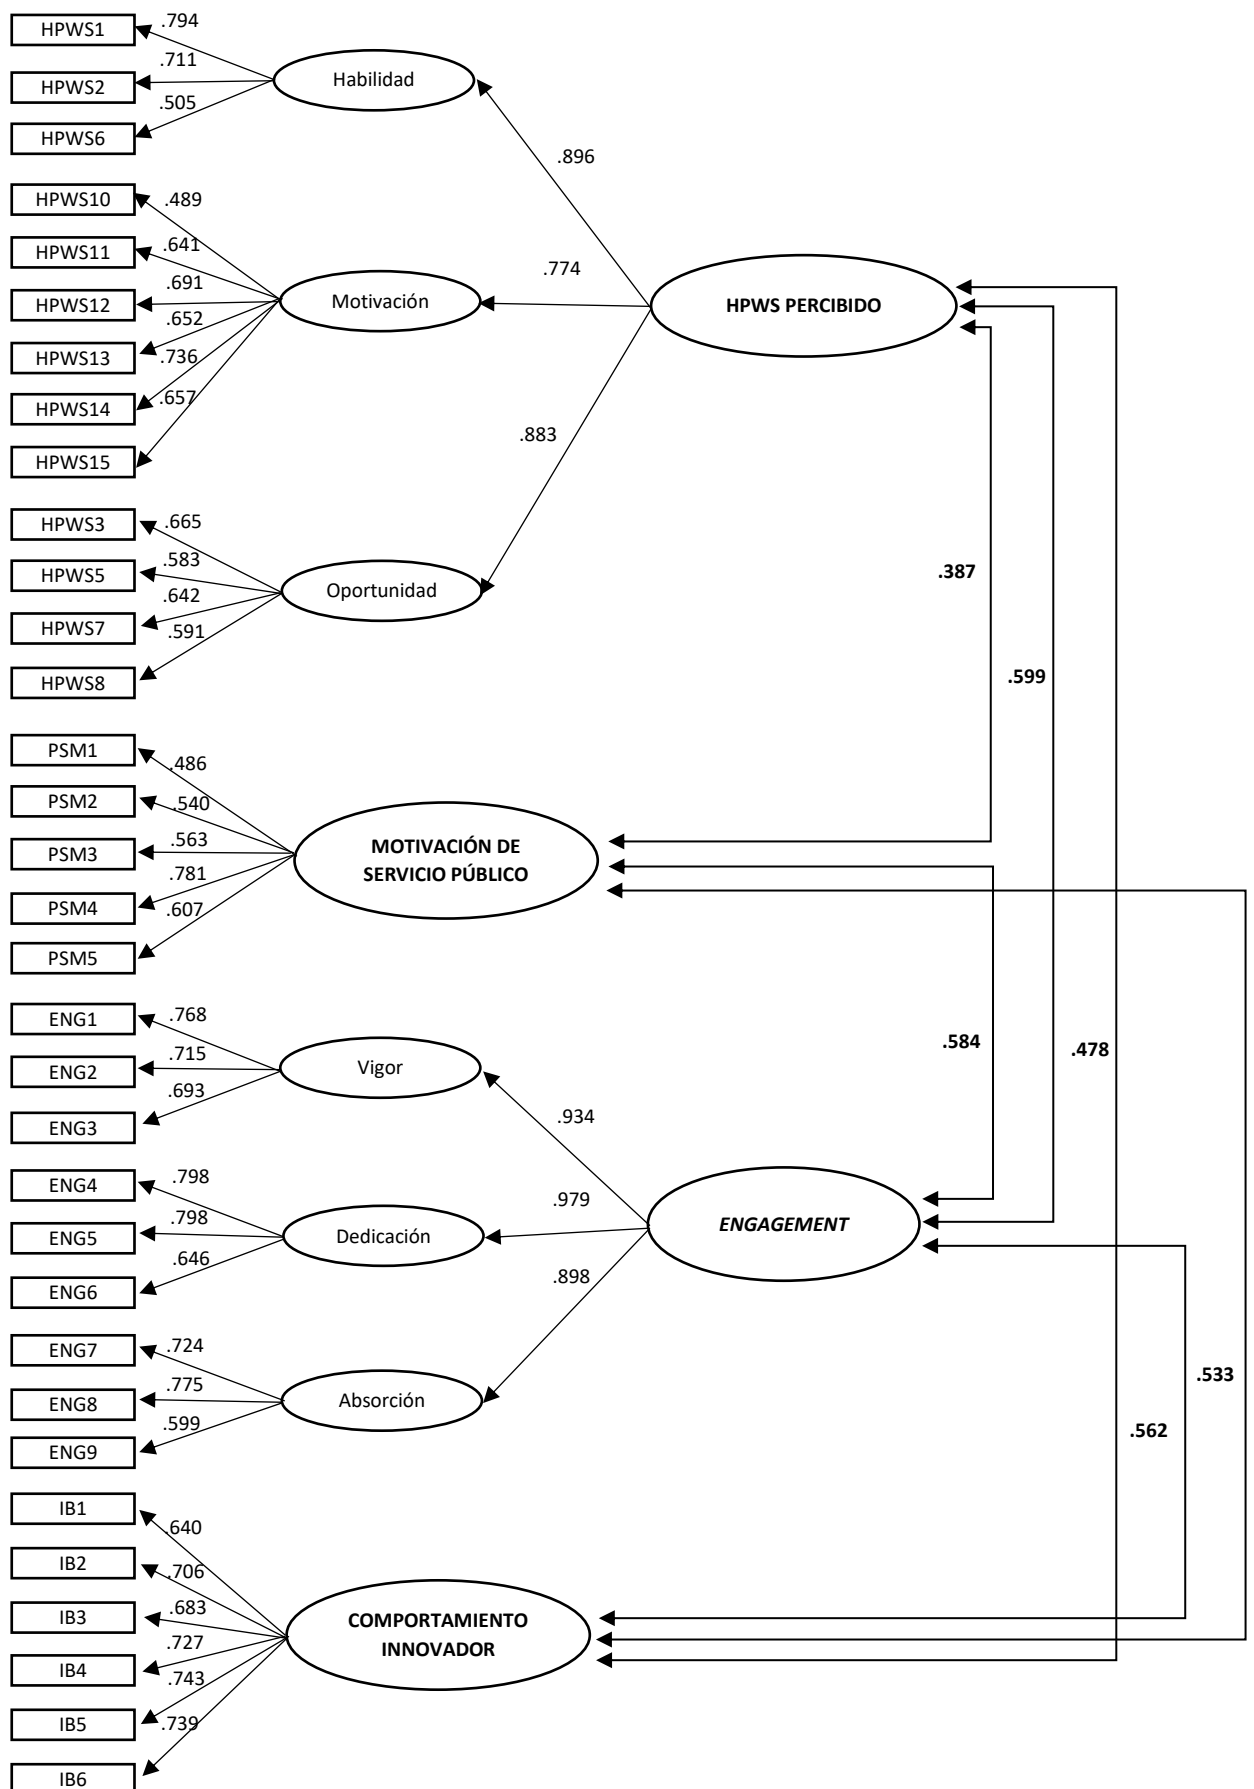 HPWS1
.794
HPWS2
.711
HPWS6
.505
Habilidad
.896
HPWS10
.489
HPWS11
.641
HPWS12
.691
HPWS13
.652
HPWS14
.736
HPWS15
.657
Motivación
.774
HPWS PERCIBIDO
HPWS3
.665
HPWS5
.583
HPWS7
.642
HPWS8
.591
Oportunidad
.883
.387
.599
PSM1
.486
PSM2
.540
PSM3
.563
PSM4
.781
PSM5
.607
MOTIVACIÓN DE
SERVICIO PÚBLICO
.584
.478
ENG1
.768
ENG2
.715
ENG3
.693
Vigor
.934
ENG4
.798
ENG5
.798
ENG6
.646
Dedicación
.979
ENGAGEMENT
ENG7
.724
ENG8
.775
ENG9
.599
Absorción
.898
.533
.562
IB1
.640
IB2
.706
IB3
.683
IB4
.727
IB5
.743
IB6
.739
COMPORTAMIENTO
INNOVADOR